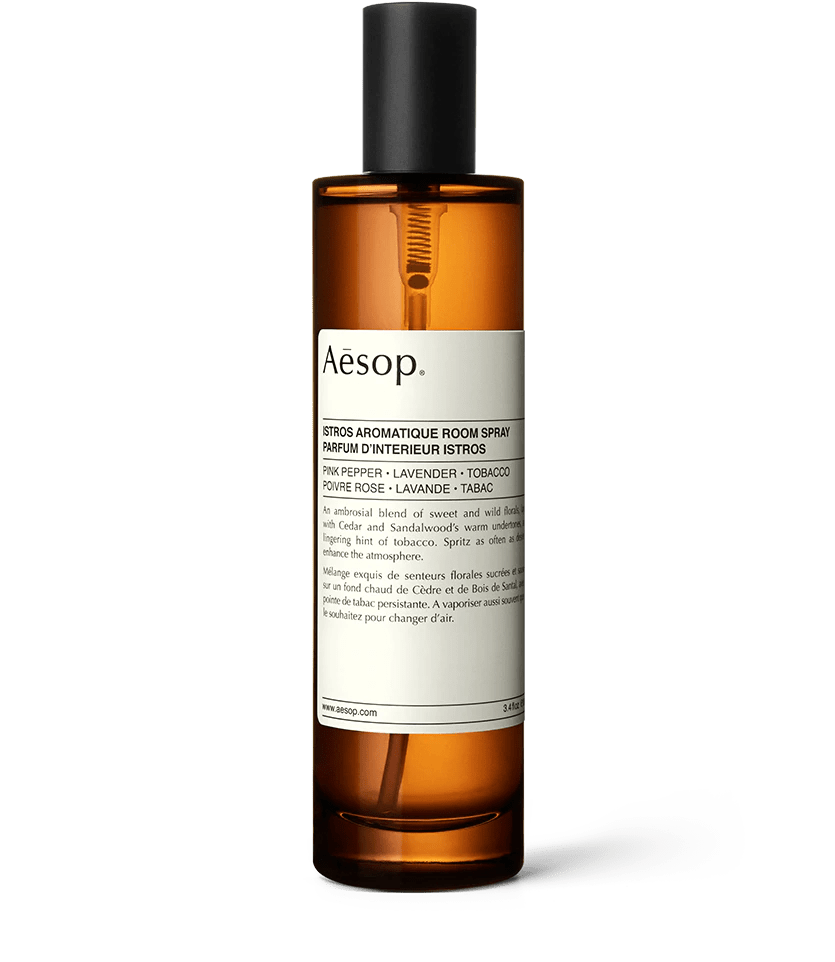 Aēsop®
ISTROS AROMATIQUE ROOM SPRAY
PARFUM D'INTERIEUR ISTROS
PINK PEPPER · LAVENDER · TOBACCO
POIVRE ROSE · LAVANDE · TABAC
An ambrosial blend of sweet and wild florals,
with Cedar and Sandalwood's warm undertones,
lingering hint of tobacco. Spritz as often as
enhance the atmosphere.
Mélange exquis de senteurs florales sucrées et
sur un fond chaud de Cèdre et de Bois de Santal,
pointe de tabac persistante. A vaporiser aussi souvent
le souhaitez pour changer d'air.
www.aesop.com
3.4 fl oz